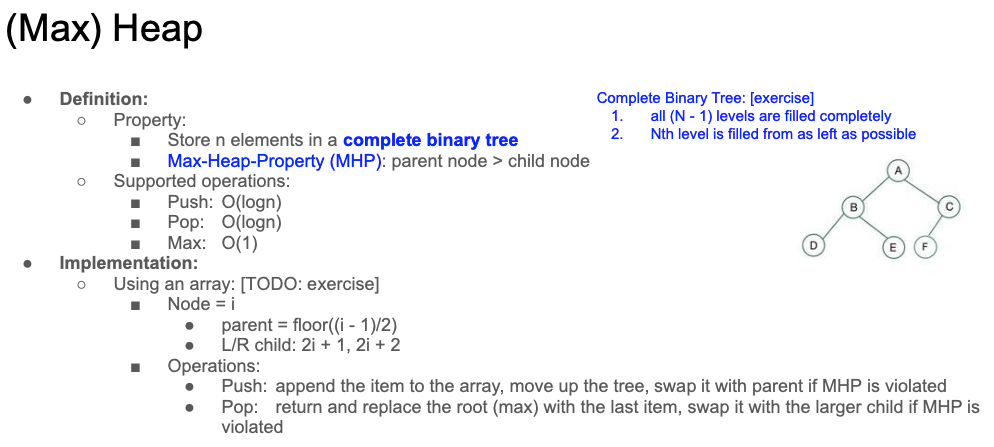 (Max) Heap
● Definition:
○ Property:
■ Store n elements in a complete binary tree
■ Max-Heap-Property (MHP): parent node > child node
○ Supported operations:
■ Push: O(logn)
■ Pop: O(logn)
■ Max: O(1)
● Implementation:
○ Using an array: [TODO: exercise]
■ Node = i
● parent = floor((i - 1)/2)
● L/R child: 2i + 1, 2i + 2
■ Operations:
● Push: append the item to the array, move up the tree, swap it with parent if MHP is violated
● Pop: return and replace the root (max) with the last item, swap it with the larger child if MHP is
violated
Complete Binary Tree: [exercise]
1. all (N - 1) levels are filled completely
2. Nth level is filled from as left as possible
A
B C
D E F